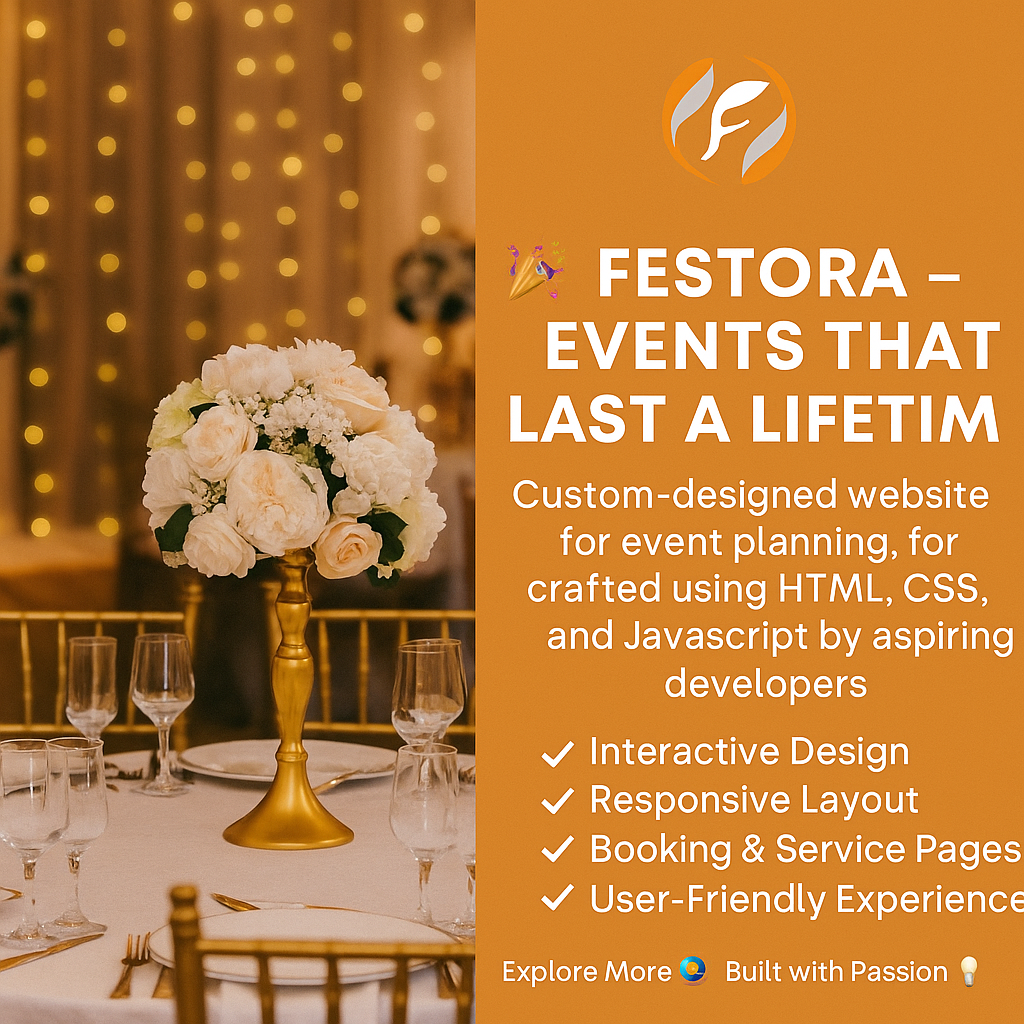 F
🎉 FESTORA –
EVENTS THAT
LAST A LIFETIM
Custom-designed website
for event planning, for
crafted using HTML, CSS,
and Javascript by aspiring
developers
✓ Interactive Design
✓ Responsive Layout
✓ Booking & Service Pages
✓ User-Friendly Experience
Explore More Built with Passion 💡